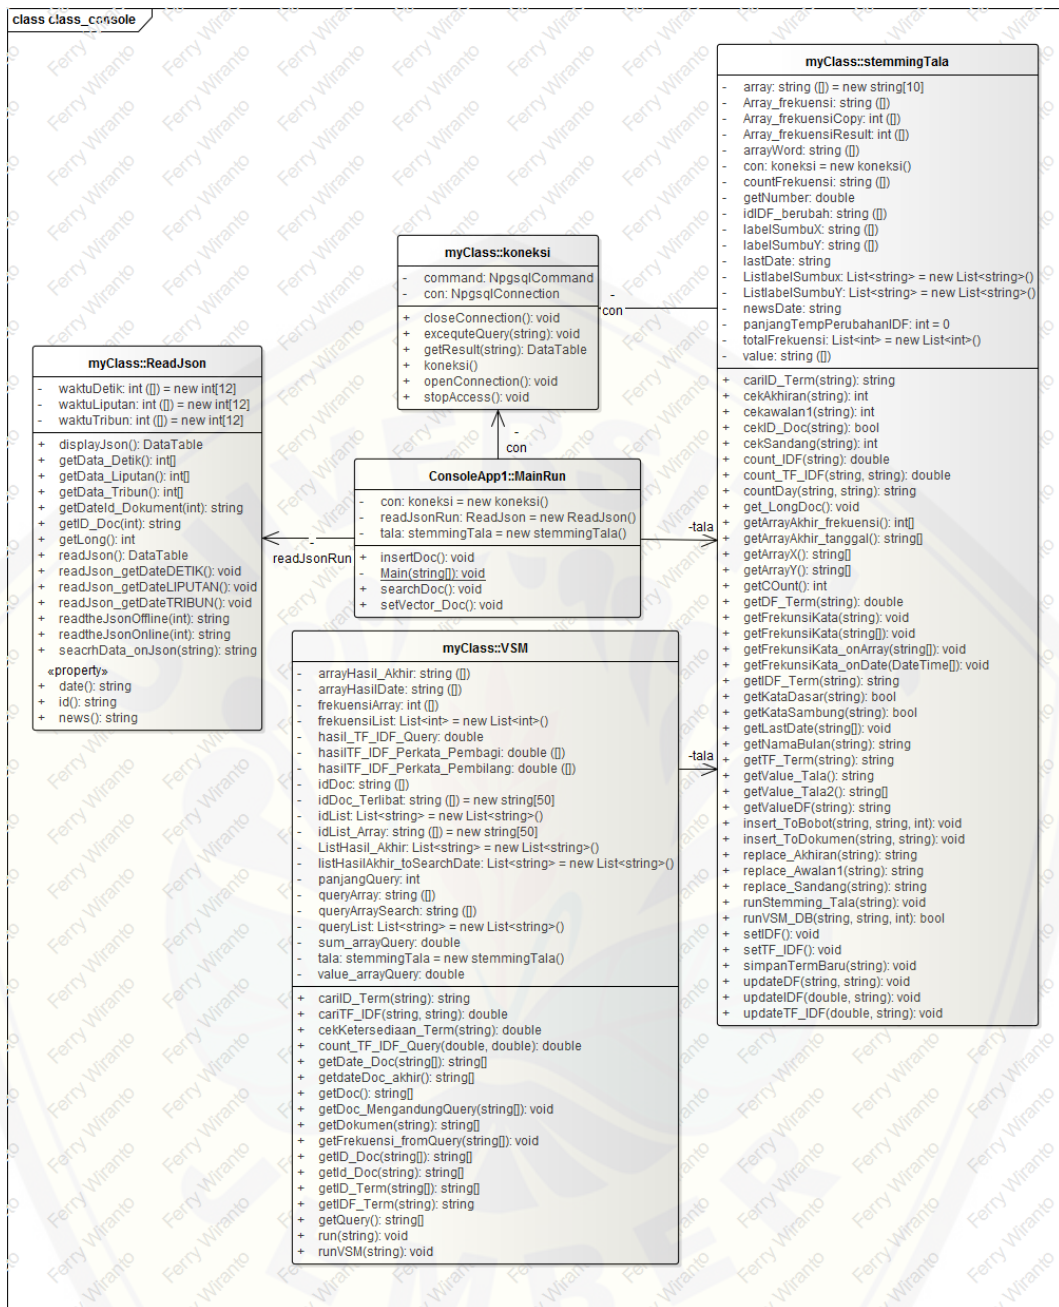 class class_console
myClass::stemmingTala
- array: string ([]) = new string[10]
- Array_frekuensi: string ([])
- Array_frekuensiCopy: int ([])
- Array_frekuensiResult: int ([])
- arrayWord: string ([])
- con: koneksi = new koneksi()
- countFrekuensi: string ([])
- getNumber: double
- idIDF_berubah: string ([])
- labelSumbuX: string ([])
- labelSumbuY: string ([])
- lastDate: string
- ListlabelSumbux: List<string> = new List<string>()
- ListlabelSumbuY: List<string> = new List<string>()
- newsDate: string
- panjangTempPerubahanIDF: int = 0
- totalFrekuensi: List<int> = new List<int>()
- value: string ([])
+ cariID_Term(string): string
+ cekAkhiran(string): int
+ cekawalan1(string): int
+ cekID_Doc(string): bool
+ cekSandang(string): int
+ count_IDF(string): double
+ count_TF_IDF(string, string): double
+ countDay(string, string): string
+ get_LongDoc(): void
+ getArrayAkhir_frekuensi(): int[]
+ getArrayAkhir_tanggal(): string[]
+ getArrayX(): string[]
+ getArrayY(): string[]
+ getCOunt(): int
+ getDF_Term(string): double
+ getFrekunsiKata(string): void
+ getFrekunsiKata(string[]): void
+ getFrekunsiKata_onArray(string[]): void
+ getFrekunsiKata_onDate(DateTime[]): void
+ getIDF_Term(string): string
+ getKataDasar(string): bool
+ getKataSambung(string): bool
+ getLastDate(string[]): void
+ getNamaBulan(string): string
+ getTF_Term(string): string
+ getValue_Tala(): string
+ getValue_Tala2(): string[]
+ getValueDF(string): string
+ insert_ToBobot(string, string, int): void
+ insert_ToDokumen(string, string): void
+ replace_Akhiran(string): string
+ replace_Awalan1(string): string
+ replace_Sandang(string): string
+ runStemming_Tala(string): void
+ runVSM_DB(string, string, int): bool
+ setIDF(): void
+ setTF_IDF(): void
+ simpanTermBaru(string): void
+ updateDF(string, string): void
+ updateIDF(double, string): void
+ updateTF_IDF(double, string): void
myClass::koneksi
- command: NpgsqlCommand
- con: NpgsqlConnection
+ closeConnection(): void
+ excequteQuery(string): void
+ getResult(string): DataTable
+ koneksi()
+ openConnection(): void
+ stopAccess(): void
-
con
-
con
myClass::ReadJson
- waktuDetik: int ([]) = new int[12]
- waktuLiputan: int ([]) = new int[12]
- waktuTribun: int ([]) = new int[12]
+ displayJson(): DataTable
+ getData_Detik(): int[]
+ getData_Liputan(): int[]
+ getData_Tribun(): int[]
+ getDateId_Dokument(int): string
+ getID_Doc(int): string
+ getLong(): int
+ readJson(): DataTable
+ readJson_getDateDETIK(): void
+ readJson_getDateLIPUTAN(): void
+ readJson_getDateTRIBUN(): void
+ readtheJsonOffline(int): string
+ readtheJsonOnline(int): string
+ seacrhData_onJson(string): string
«property»
+ date(): string
+ id(): string
+ news(): string
ConsoleApp1::MainRun
- con: koneksi = new koneksi()
- readJsonRun: ReadJson = new ReadJson()
- tala: stemmingTala = new stemmingTala()
+ insertDoc(): void
+ Main(string[]): void
+ searchDoc(): void
+ setVector_Doc(): void
-
readJsonRun
-tala
myClass::VSM
- arrayHasil_Akhir: string ([])
- arrayHasilDate: string ([])
- frekuensiArray: int ([])
- frekuensiList: List<int> = new List<int>()
- hasil_TF_IDF_Query: double
- hasilTF_IDF_Perkata_Pembagi: double ([])
- hasilTF_IDF_Perkata_Pembilang: double ([])
- idDoc: string ([])
- idDoc_Terlibat: string ([]) = new string[50]
- idList: List<string> = new List<string>()
- idList_Array: string ([]) = new string[50]
- ListHasil_Akhir: List<string> = new List<string>()
- listHasilAkhir_toSearchDate: List<string> = new List<string>()
- panjangQuery: int
- queryArray: string ([])
- queryArraySearch: string ([])
- queryList: List<string> = new List<string>()
- sum_arrayQuery: double
- tala: stemmingTala = new stemmingTala()
- value_arrayQuery: double
+ cariID_Term(string): string
+ cariTF_IDF(string, string): double
+ cekKetersediaan_Term(string): double
+ count_TF_IDF_Query(double, double): double
+ getDate_Doc(string[]): string[]
+ getdateDoc_akhir(): string[]
+ getDoc(): string[]
+ getDoc_MengandungQuery(string[]): void
+ getDokumen(string): string[]
+ getFrekuensi_fromQuery(string[]): void
+ getID_Doc(string[]): string[]
+ getId_Doc(string): string[]
+ getID_Term(string[]): string[]
+ getIDF_Term(string): string
+ getQuery(): string[]
+ run(string): void
+ runVSM(string): void
-tala
Ferry Wiranto